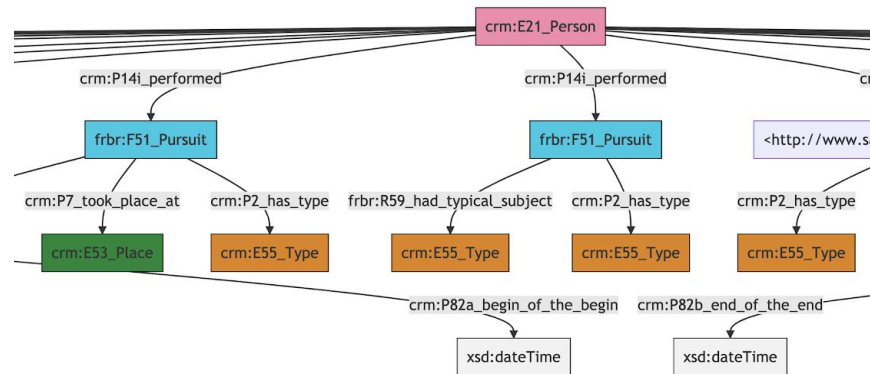 crm:E21_Person
crm:P14i_performed crm:P14i_performed
frbr:F51_Pursuit frbr:F51_Pursuit <http://www.sa
crm:P7_took_place_at crm:P2_has_type frbr:R59_had_typical_subject crm:P2_has_type crm:P2_has_type
crm:E53_Place crm:E55_Type crm:E55_Type crm:E55_Type crm:E55_Type
crm:P82a_begin_of_the_begin crm:P82b_end_of_the_end
xsd:dateTime xsd:dateTime